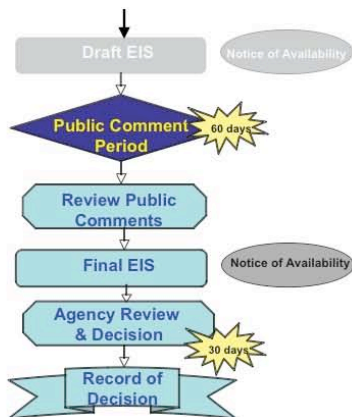 Draft EIS
Notice of Availability
Public Comment
Period
60 days
Review Public
Comments
Final EIS
Notice of Availability
Agency Review
& Decision
30 days
Record of
Decision